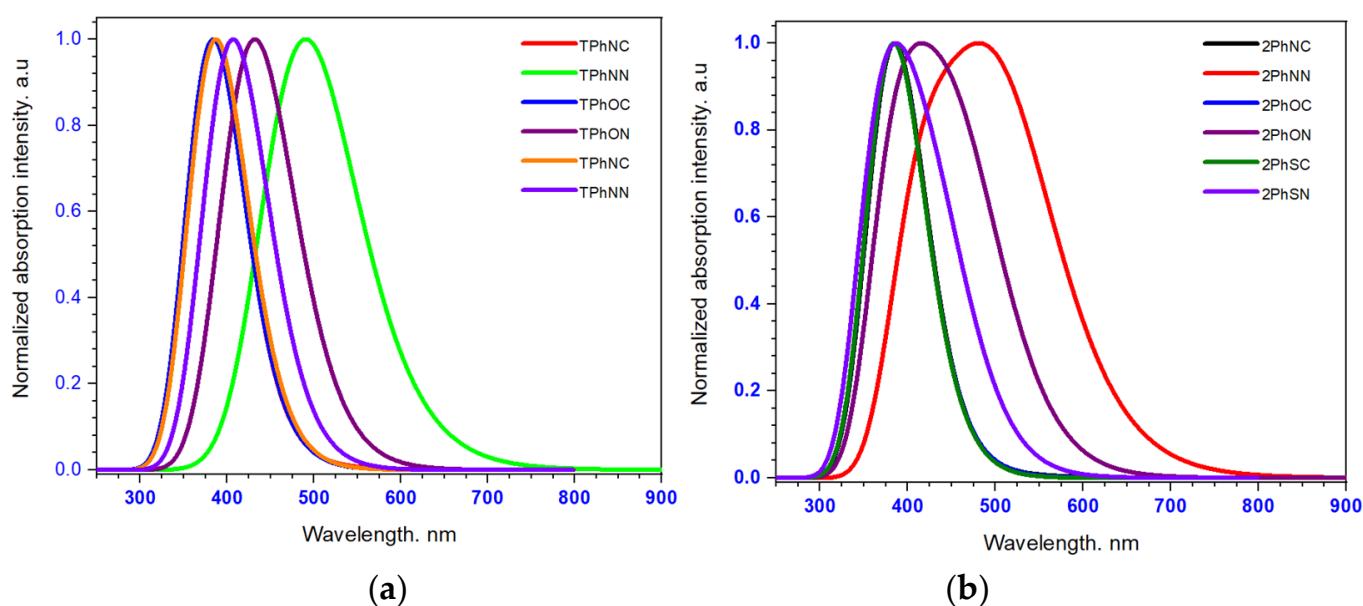 Normalized absorption intensity. a.u
1.0
0.8
0.6
0.4
0.2
0.0
300 400 500 600 700 800 900
Wavelength. nm
TPhNC
TPhNN
TPhOC
TPhON
TPhNC
TPhNN
(a)
Normalized absorption intensity. a.u
1.0
0.8
0.6
0.4
0.2
0.0
300 400 500 600 700 800 900
Wavelength. nm
2PhNC
2PhNN
2PhOC
2PhON
2PhSC
2PhSN
(b)